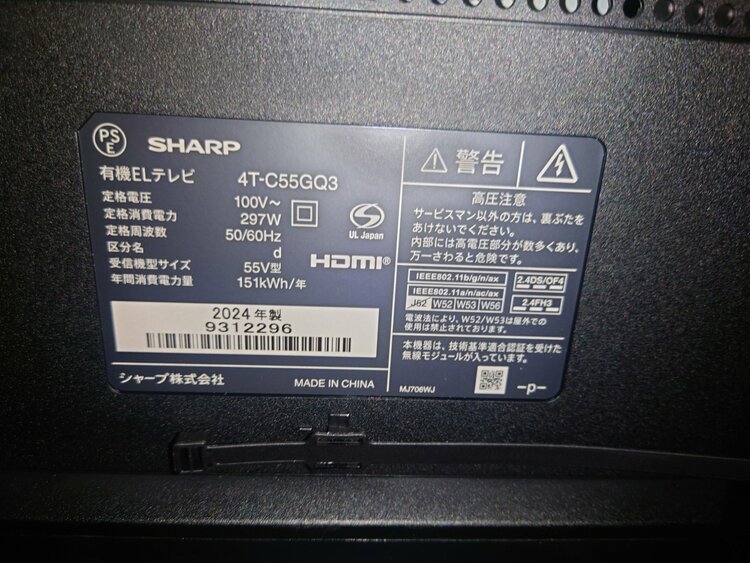 PS E SHARP
有機ELテレビ 4T-C55GQ3
定格電圧 100V～
定格消費電力 297W
定格周波数 50/60Hz
区分名 d
受信機型サイズ 55V型
年間消費電力量 151kWh/年
UL Japan
HDMI®
2024年製
9312296
シャープ株式会社 MADE IN CHINA
警告
高圧注意
サービスマン以外の方は、裏ぶたを
あけないでください。
内部には高電圧部分が数多くあり、
万一さわると危険です。
IEEE802.11b/g/n/ax
IEEE802.11a/n/ac/ax
J52 W52 W53 W56
2.4DS/OF4
2.4FH3
電波法により、W52/W53は屋外での
使用は禁止されております。
本機器は、技術基準適合認証を受けた
無線モジュールが入っています。
MJ706WJ
-p-